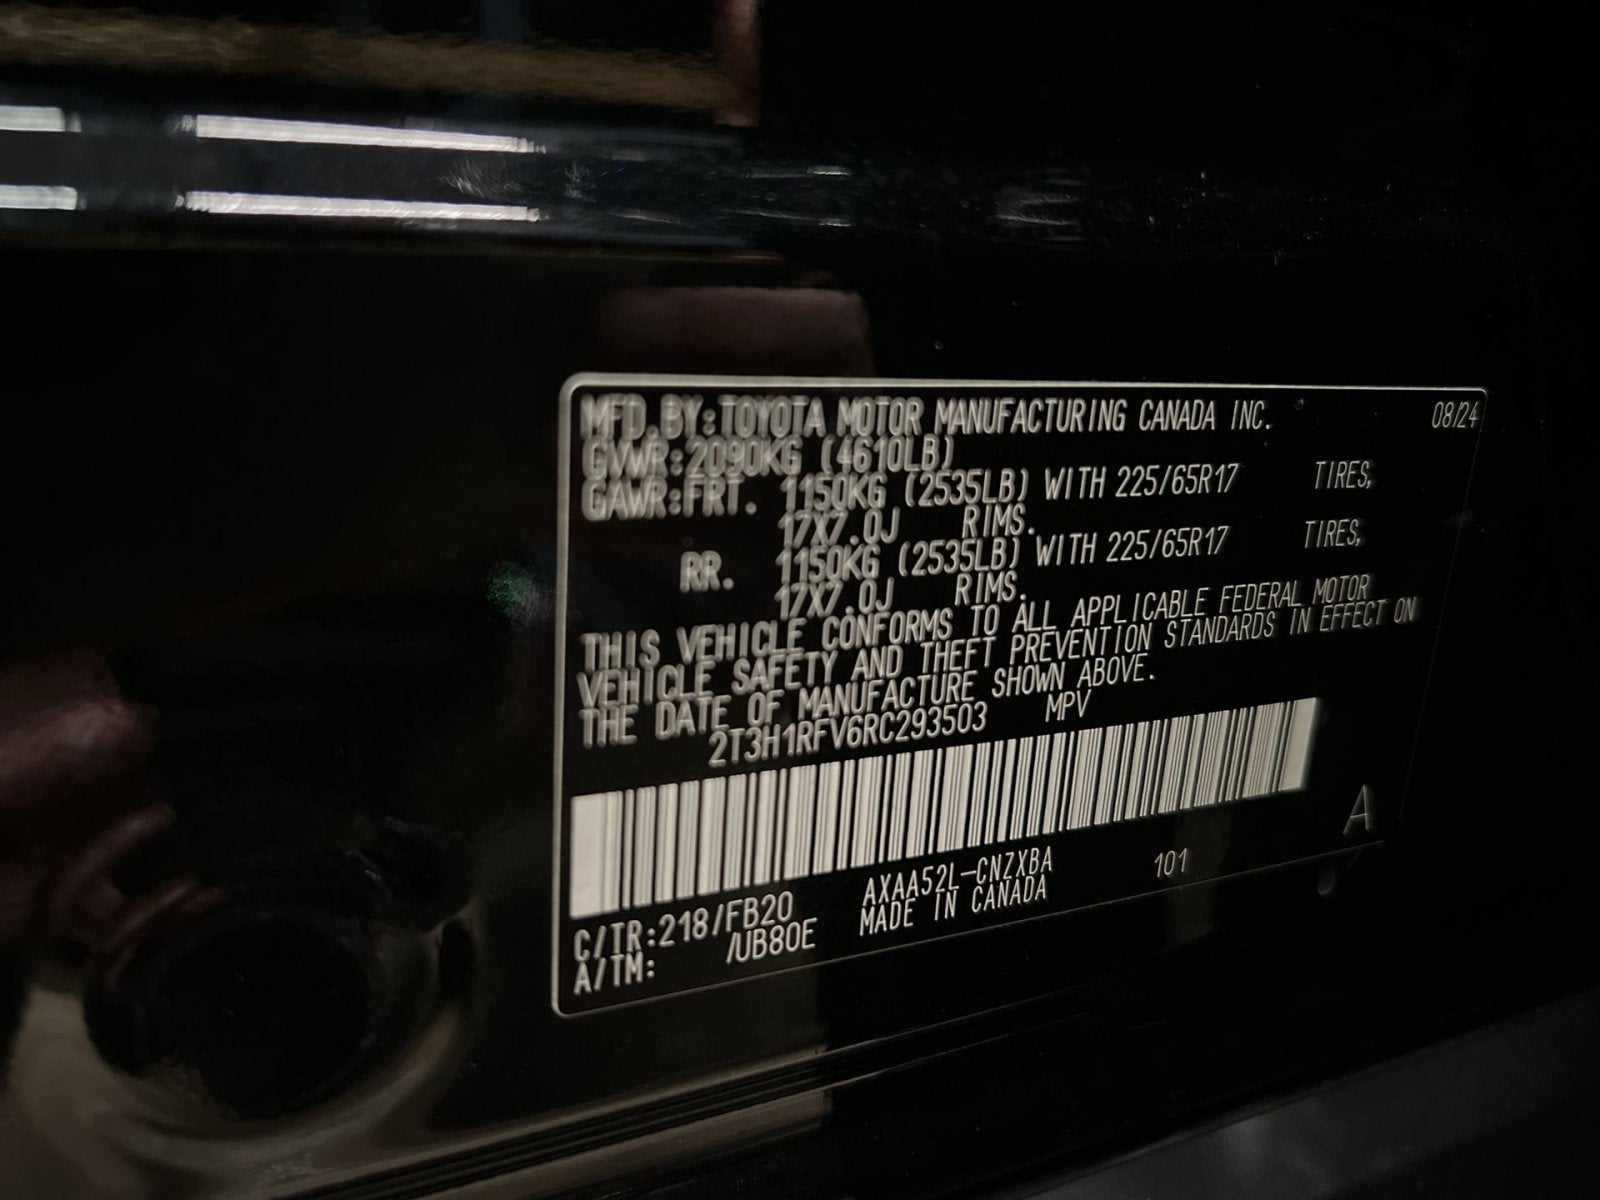 MFD.BY:TOYOTA MOTOR MANUFACTURING CANADA INC. 08/24
GVWR:2090KG (4610LB)
GAWR:FRT. 1150KG (2535LB) WITH 225/65R17 TIRES,
17X7.0J RIMS.
RR. 1150KG (2535LB) WITH 225/65R17 TIRES,
17X7.0J RIMS.
THIS VEHICLE CONFORMS TO ALL APPLICABLE FEDERAL MOTOR
VEHICLE SAFETY AND THEFT PREVENTION STANDARDS IN EFFECT ON
THE DATE OF MANUFACTURE SHOWN ABOVE.
2T3H1RFV6RC293503 MPV
A
C/TR:218/FB20 AXAA52L-CNZXBA 101
A/TM: /UB80E MADE IN CANADA